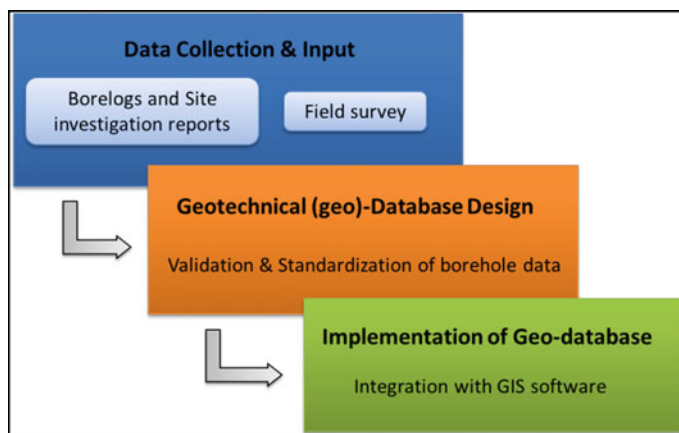 Data Collection & Input
Borelogs and Site
investigation reports
Field survey
Geotechnical (geo)-Database Design
Validation & Standardization of borehole data
Implementation of Geo-database
Integration with GIS software